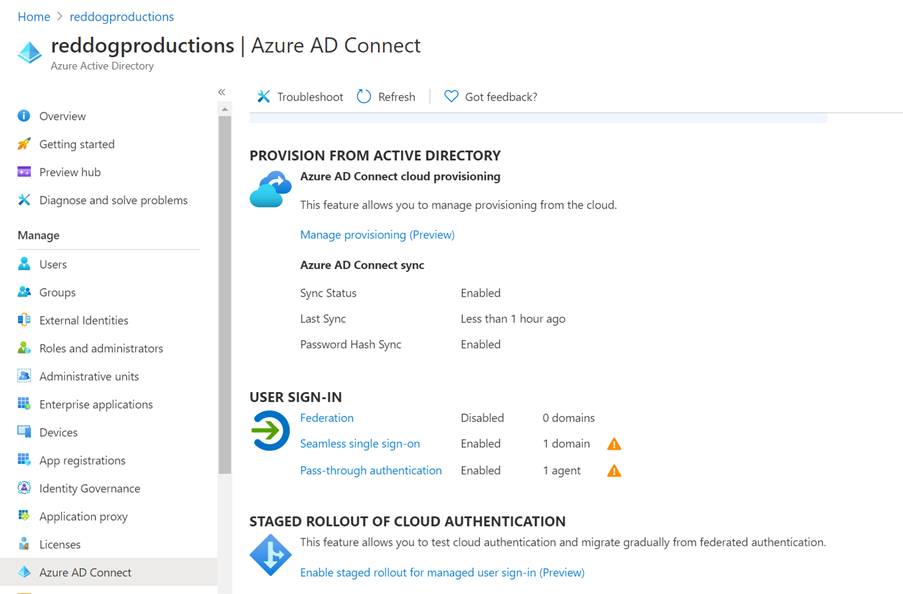 Home > reddogproductions
reddogproductions | Azure AD Connect
Azure Active Directory
«
Overview
Getting started
Preview hub
Diagnose and solve problems
Manage
Users
Groups
External Identities
Roles and administrators
Administrative units
Enterprise applications
Devices
App registrations
Identity Governance
Application proxy
Licenses
Azure AD Connect
Troubleshoot Refresh Got feedback?
PROVISION FROM ACTIVE DIRECTORY
Azure AD Connect cloud provisioning
This feature allows you to manage provisioning from the cloud.
Manage provisioning (Preview)
Azure AD Connect sync
Sync Status Enabled
Last Sync Less than 1 hour ago
Password Hash Sync Enabled
USER SIGN-IN
Federation Disabled 0 domains
Seamless single sign-on Enabled 1 domain
Pass-through authentication Enabled 1 agent
STAGED ROLLOUT OF CLOUD AUTHENTICATION
This feature allows you to test cloud authentication and migrate gradually from federated authentication.
Enable staged rollout for managed user sign-in (Preview)